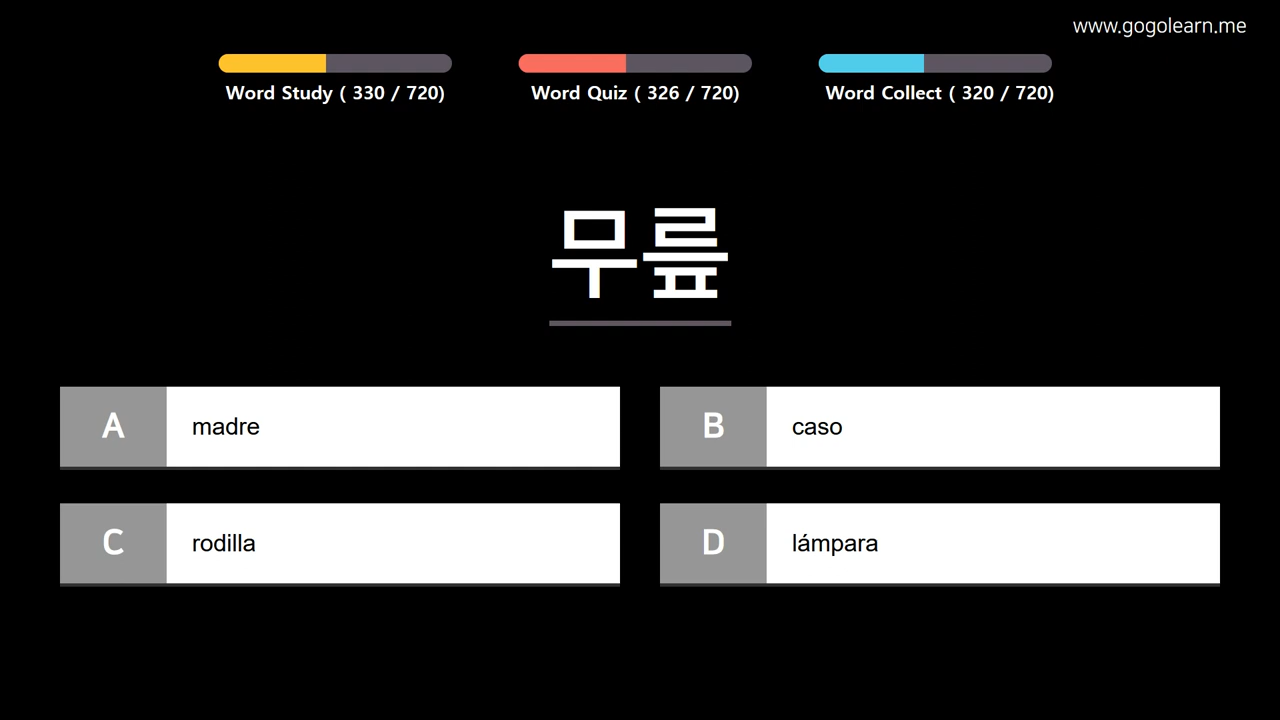 www.gogolearn.me
Word Study ( 330 / 720)
Word Quiz ( 326 / 720)
Word Collect ( 320 / 720)
무릎
A madre
B caso
C rodilla
D lámpara